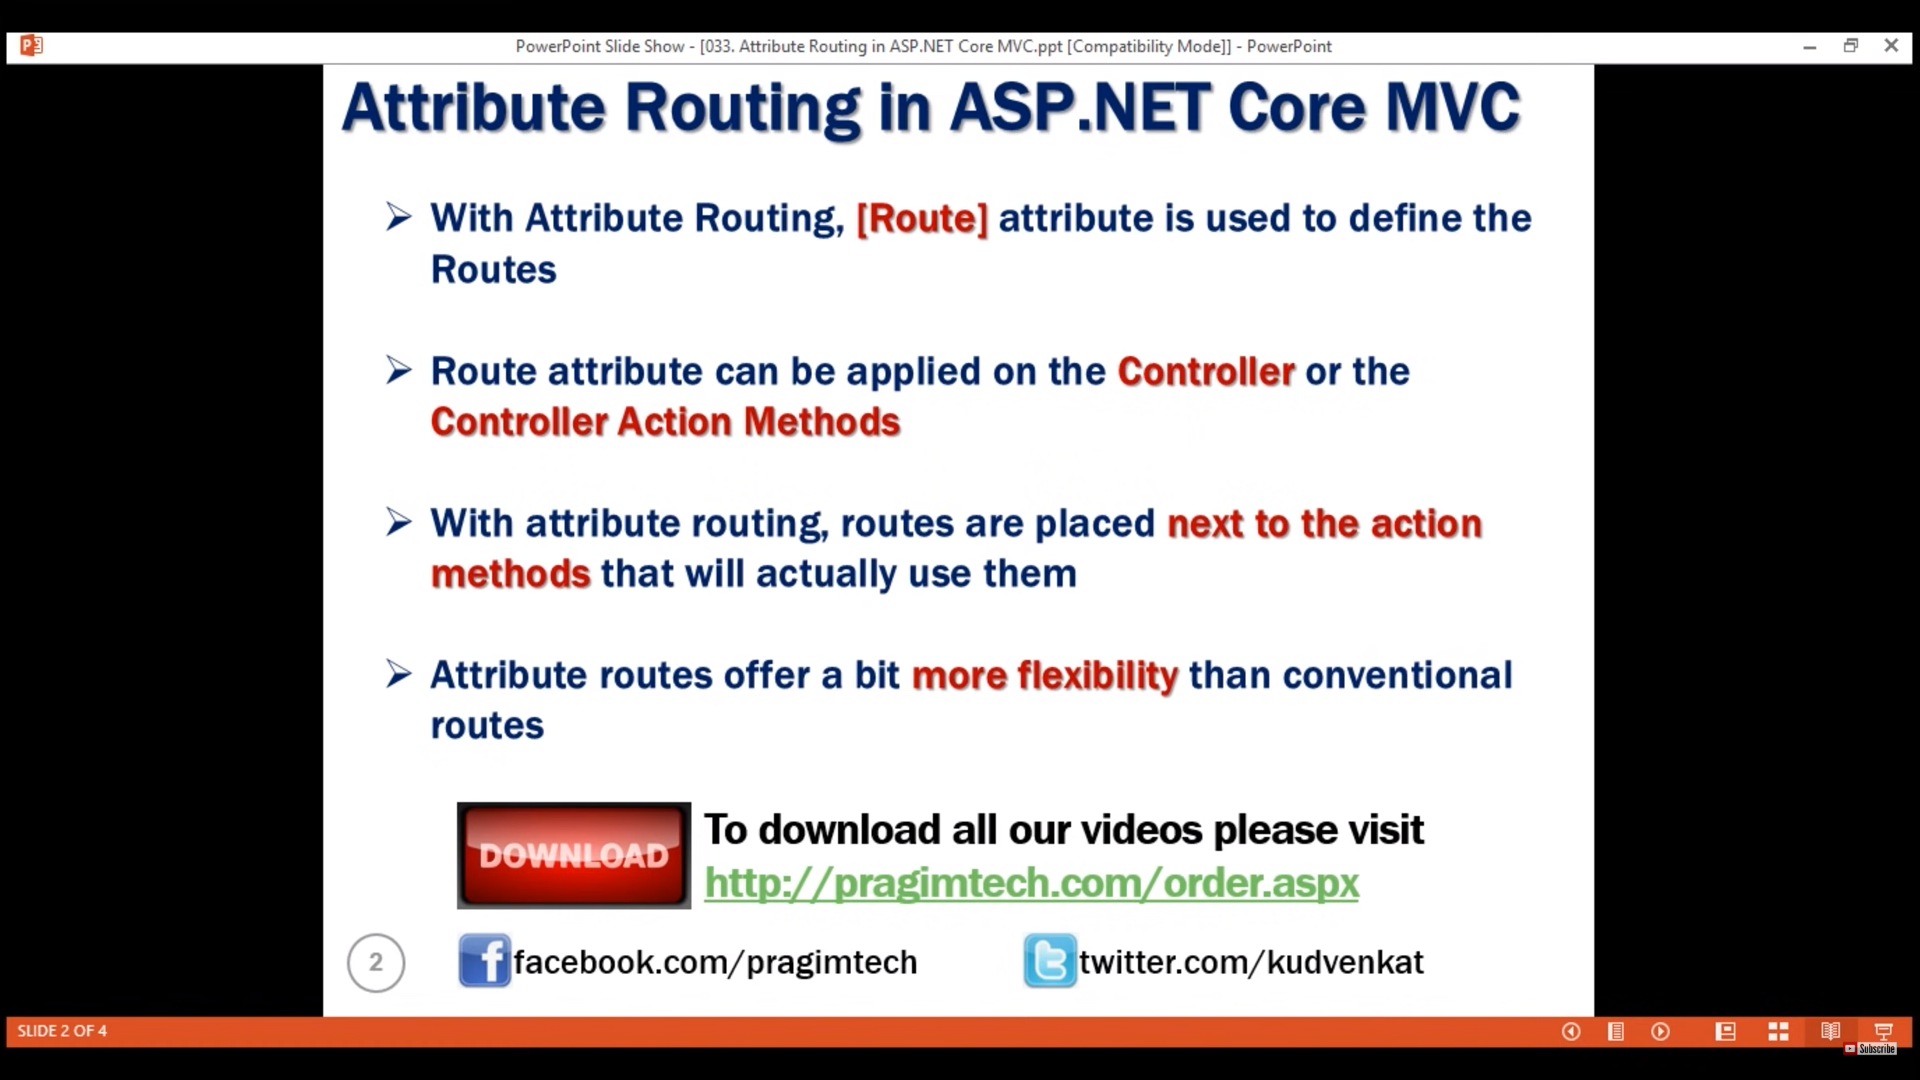 PowerPoint Slide Show - [033. Attribute Routing in ASP.NET Core MVC.ppt [Compatibility Mode]] - PowerPoint
Attribute Routing in ASP.NET Core MVC
With Attribute Routing, [Route] attribute is used to define the
Routes
Route attribute can be applied on the Controller or the
Controller Action Methods
With attribute routing, routes are placed next to the action
methods that will actually use them
Attribute routes offer a bit more flexibility than conventional
routes
DOWNLOAD
To download all our videos please visit
http://pragimtech.com/order.aspx
2
facebook.com/pragimtech
twitter.com/kudvenkat
SLIDE 2 OF 4
Subscribe